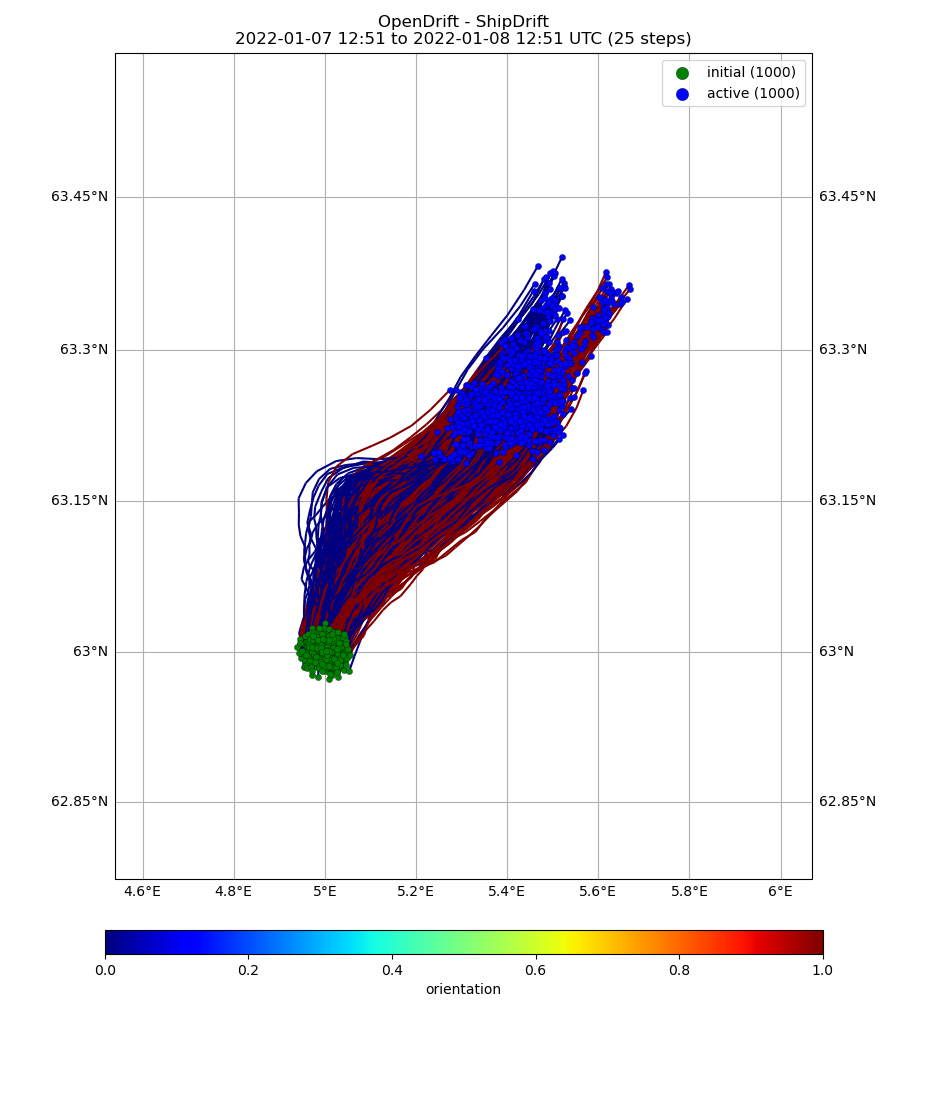 OpenDrift - ShipDrift
2022-01-07 12:51 to 2022-01-08 12:51 UTC (25 steps)
initial (1000)
active (1000)
63.45°N 63.45°N
63.3°N 63.3°N
63.15°N 63.15°N
63°N 63°N
62.85°N 62.85°N
4.6°E 4.8°E 5°E 5.2°E 5.4°E 5.6°E 5.8°E 6°E
0.0 0.2 0.4 0.6 0.8 1.0
orientation